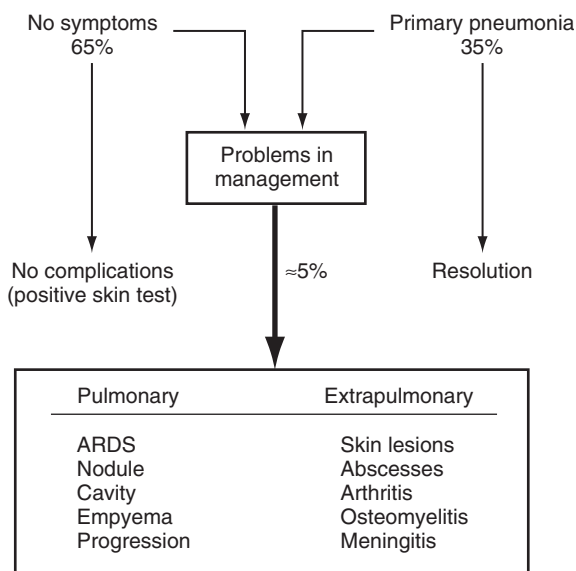 No symptoms
65%
Primary pneumonia
35%
Problems in
management
No complications
(positive skin test)
≈5%
Resolution
Pulmonary
Extrapulmonary
ARDS
Skin lesions
Nodule
Abscesses
Cavity
Arthritis
Empyema
Osteomyelitis
Progression
Meningitis